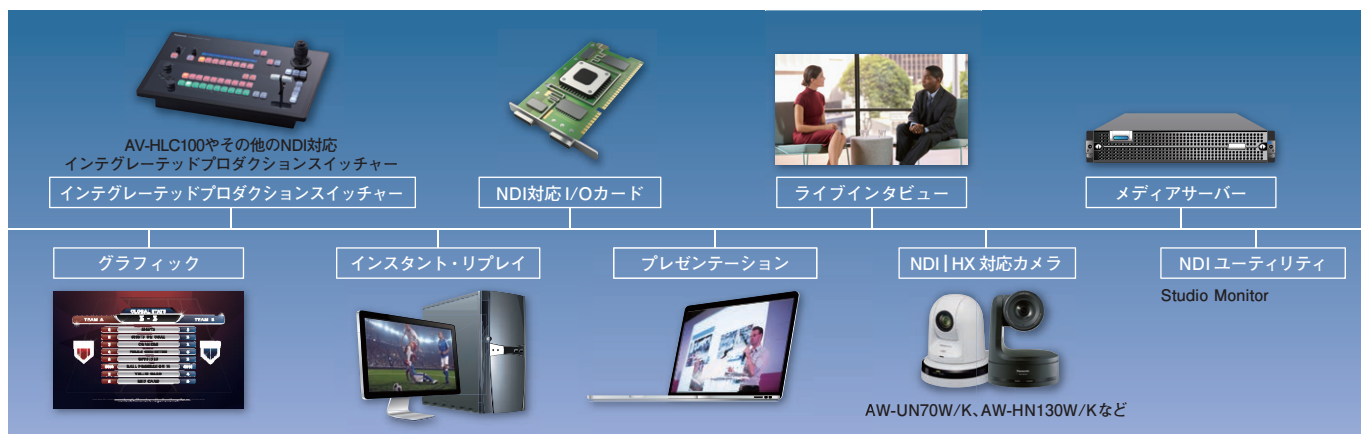 AV-HLC100やその他のNDI対応
インテグレーテッドプロダクションスイッチャー
インテグレーテッドプロダクションスイッチャー
NDI対応 I/Oカード
ライブインタビュー
メディアサーバー
グラフィック
インスタント・リプレイ
プレゼンテーション
NDI | HX 対応カメラ
NDI ユーティリティ
Studio Monitor
GLOBAL STATS
TEAM A
TEAM B
RED CARD
AW-UN70W/K、AW-HN130W/Kなど